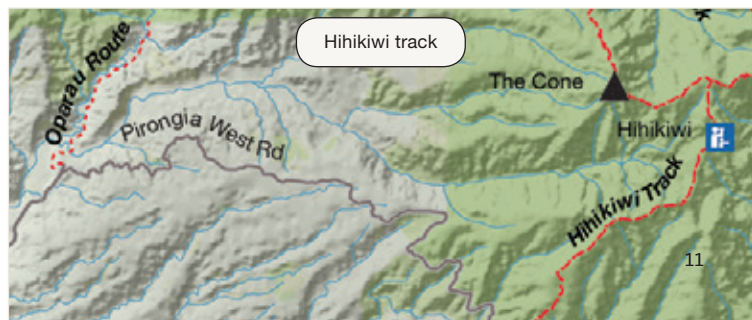 Hihikiwi track
Oparau Route
Pirongia West Rd
The Cone
Hihikiwi
Hihikiwi Track
11